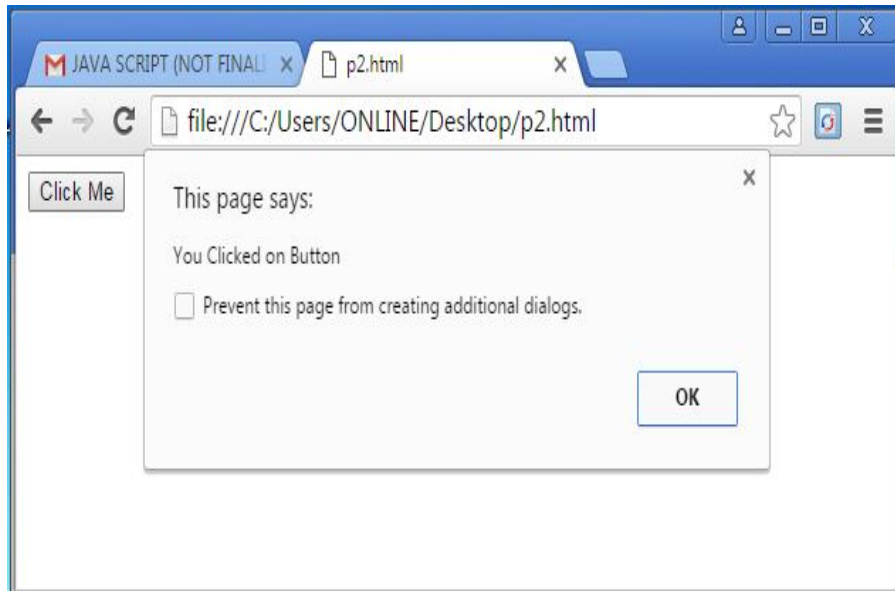 JAVA SCRIPT (NOT FINAL
p2.html
file:///C:/Users/ONLINE/Desktop/p2.html
Click Me
This page says:
You Clicked on Button
Prevent this page from creating additional dialogs.
OK